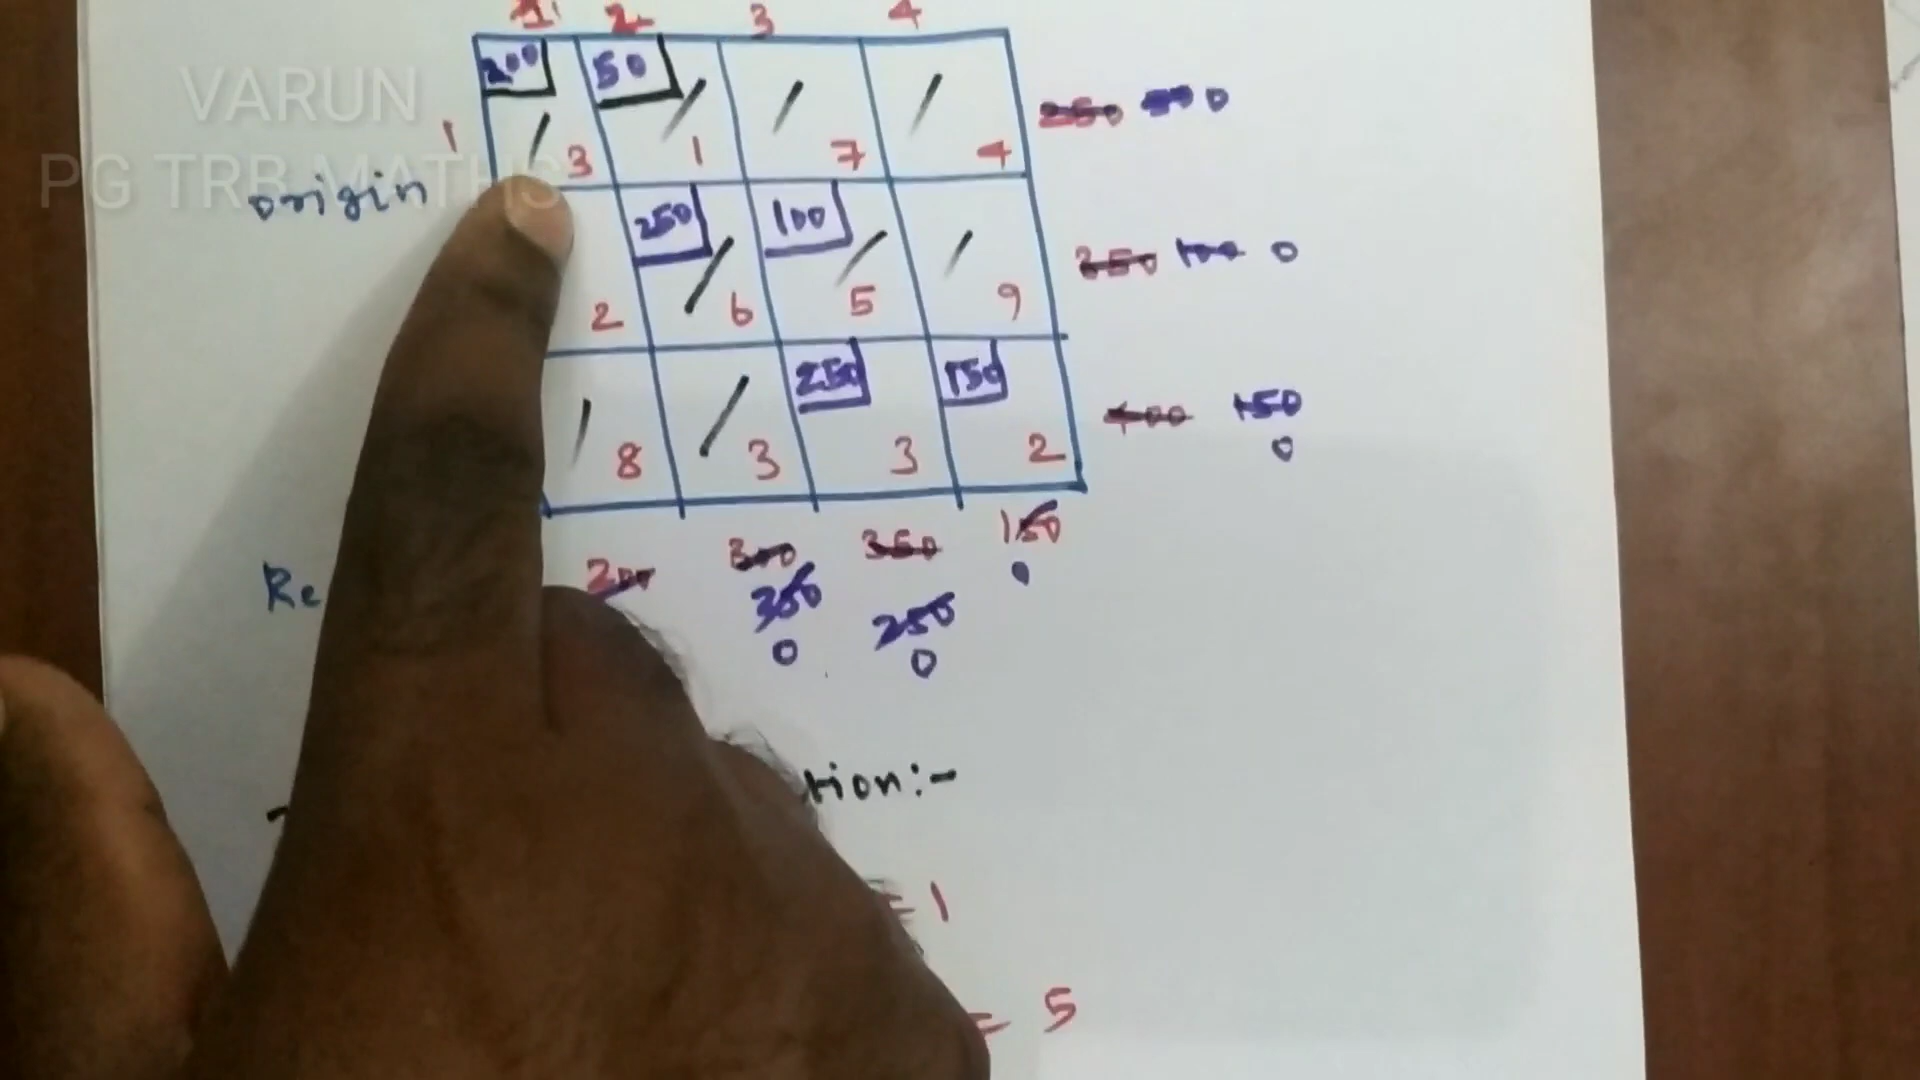 1 2 3 4
VARUN
PG TRB MATHS
200 50
1 3 1 7 4 250 0
origin
250 100
2 6 5 9 350 100 0
250 150
8 3 3 2 400 150
0
Re 200 300 350 150
300 250 0
0 0
tion:-
= 1
= 5